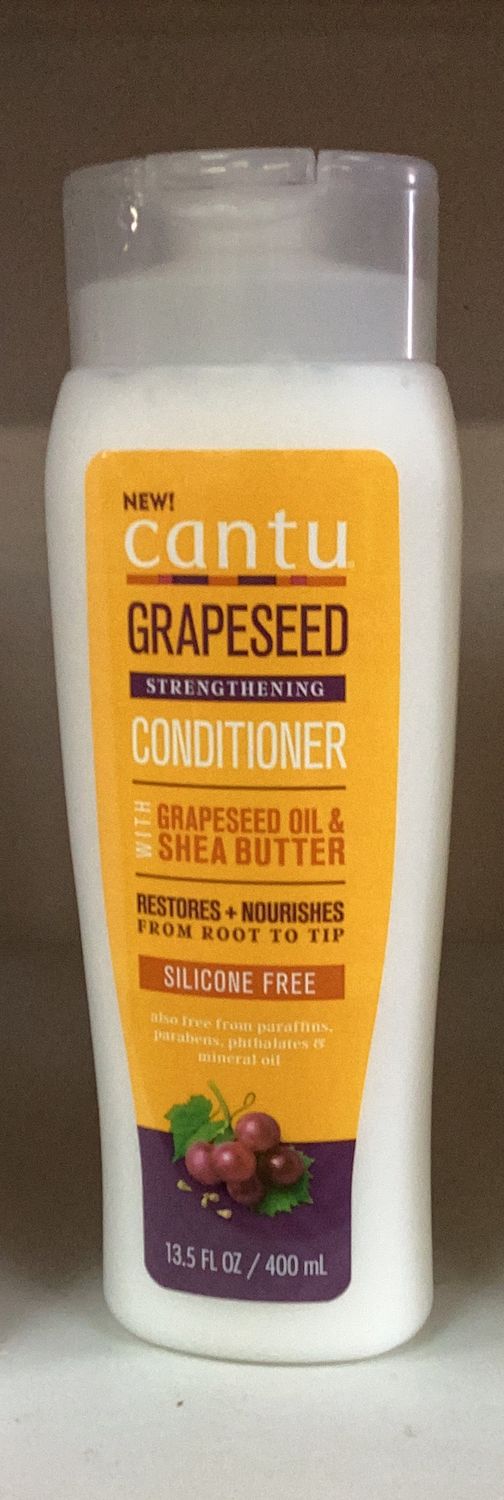 NEW!
cantu
GRAPESEED
STRENGTHENING
CONDITIONER
WITH
GRAPESEED OIL &
SHEA BUTTER
RESTORES + NOURISHES
FROM ROOT TO TIP
SILICONE FREE
also free from paraffins,
parabens, phthalates &
mineral oil
13.5 FL OZ / 400 mL